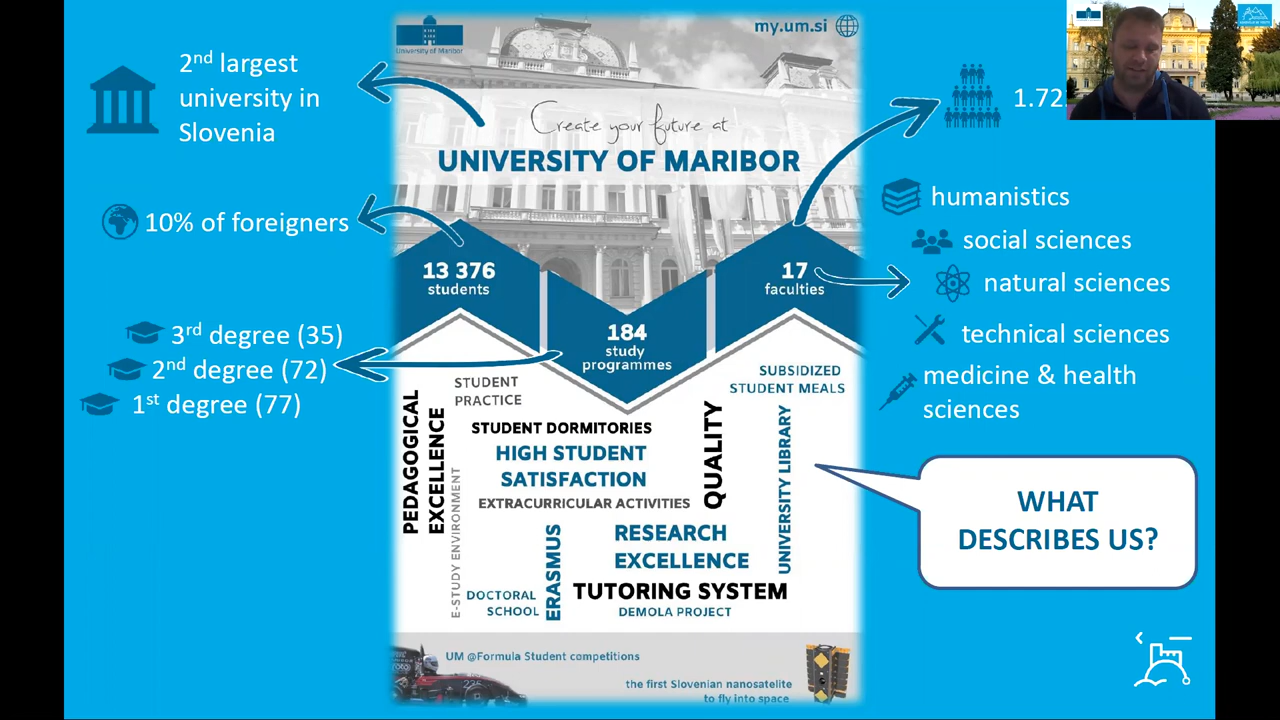 2nd largest
university in
Slovenia
10% of foreigners
3rd degree (35)
2nd degree (72)
1st degree (77)
University of Maribor
my.um.si
Create your future at
UNIVERSITY OF MARIBOR
13 376
students
184
study
programmes
17
faculties
STUDENT
PRACTICE
SUBSIDIZED
STUDENT MEALS
PEDAGOGICAL
EXCELLENCE
STUDENT DORMITORIES
HIGH STUDENT
SATISFACTION
EXTRACURRICULAR ACTIVITIES
QUALITY
UNIVERSITY LIBRARY
E-STUDY ENVIRONMENT
RESEARCH
EXCELLENCE
ERASMUS
DOCTORAL
SCHOOL
TUTORING SYSTEM
DEMOLA PROJECT
UM @Formula Student competitions
the first Slovenian nanosatelite
to fly into space
1.72
humanistics
social sciences
natural sciences
technical sciences
medicine & health
sciences
WHAT
DESCRIBES US?